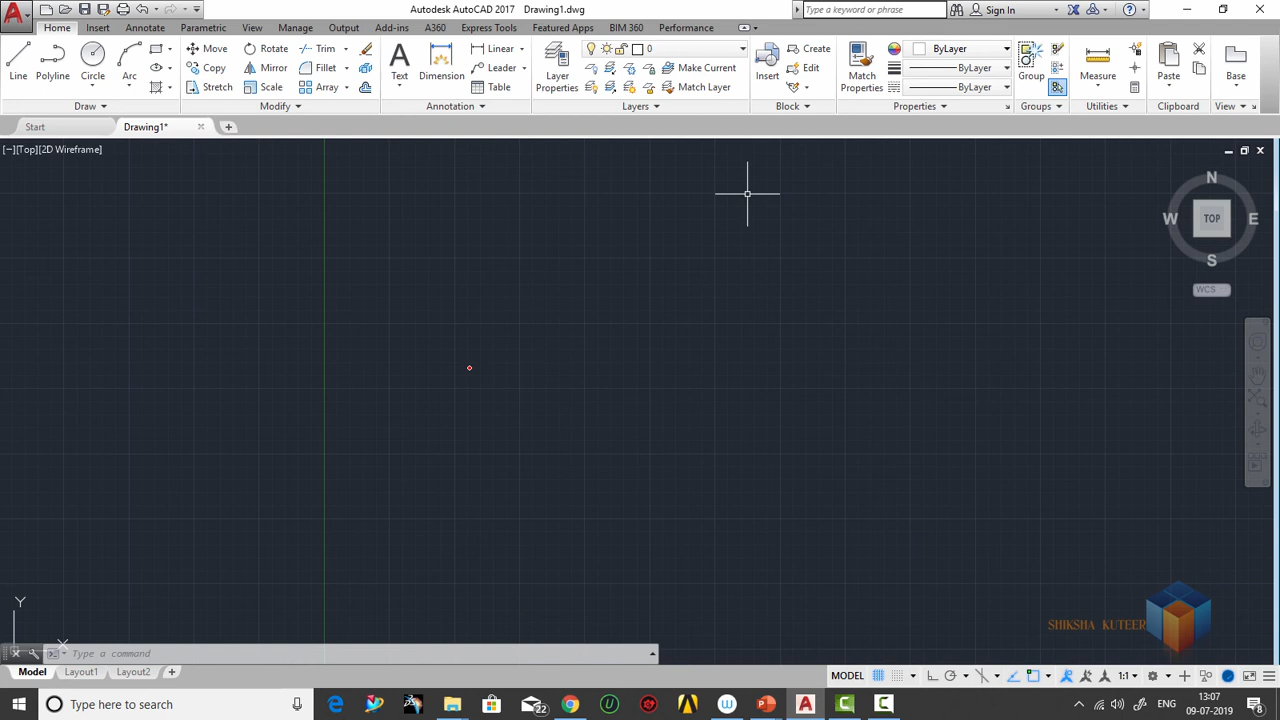 Autodesk AutoCAD 2017 Drawing1.dwg
Type a keyword or phrase
Sign In
Home Insert Annotate Parametric View Manage Output Add-ins A360 Express Tools Featured Apps BIM 360 Performance
Line Polyline Circle Arc
Move Rotate Trim
Copy Mirror Fillet
Stretch Scale Array
Text Dimension
Linear
Leader
Table
Layer Properties
0
Make Current
Match Layer
Insert
Create
Edit
Match Properties
ByLayer
ByLayer
ByLayer
Group
Measure
Paste
Base
Draw Modify Annotation Layers Block Properties Groups Utilities Clipboard View
Start Drawing1*
[−][Top][2D Wireframe]
N
W TOP E
S
WCS
SHIKSHA KUTEER
Y
X
Type a command
Model Layout1 Layout2
MODEL 1:1
Type here to search
22
W
ENG
13:07
09-07-2019
8